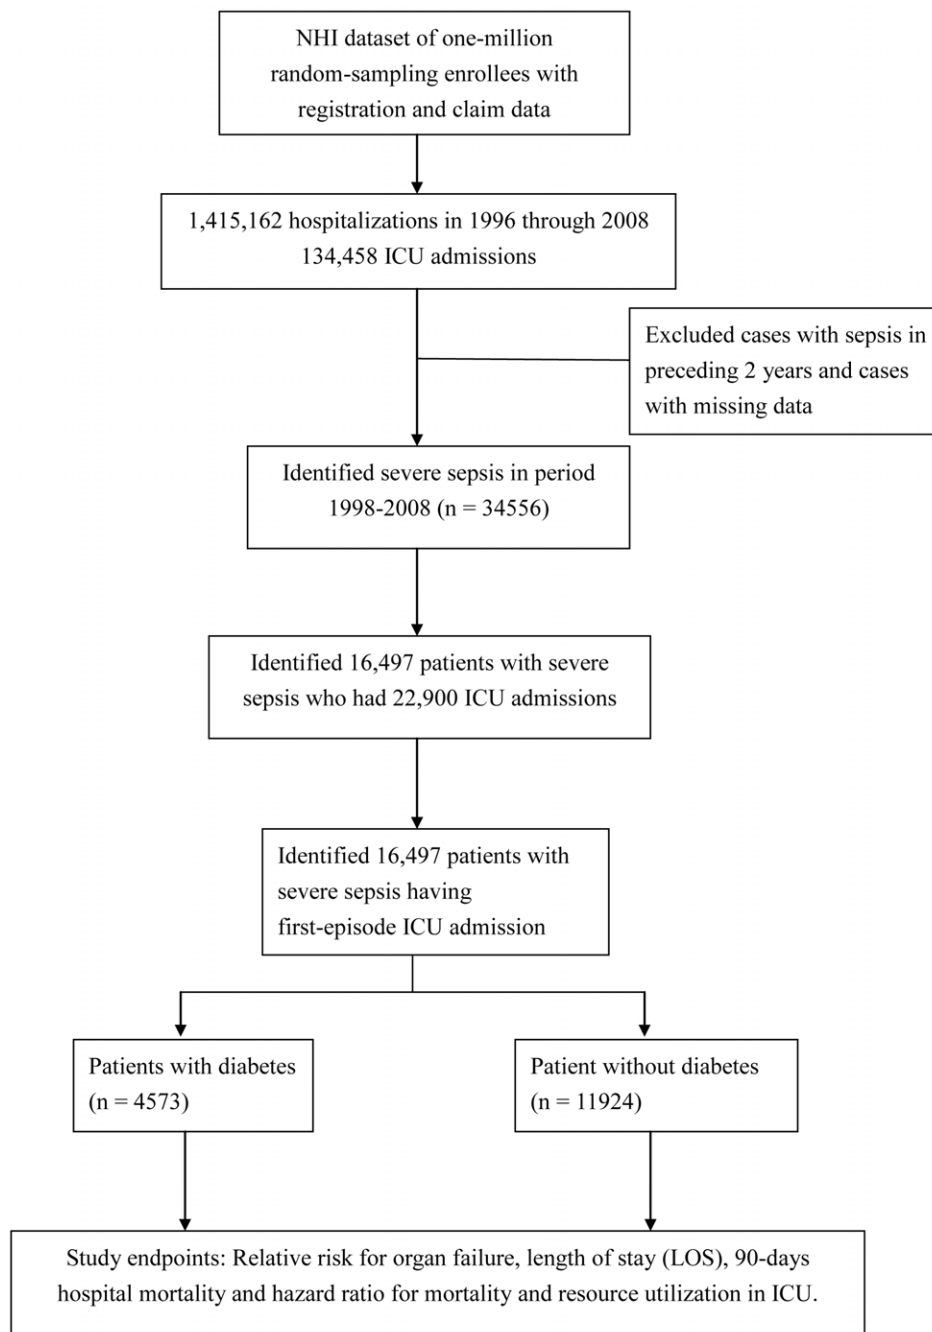 NHI dataset of one-million
random-sampling enrollees with
registration and claim data
1,415,162 hospitalizations in 1996 through 2008
134,458 ICU admissions
Excluded cases with sepsis in
preceding 2 years and cases
with missing data
Identified severe sepsis in period
1998-2008 (n = 34556)
Identified 16,497 patients with severe
sepsis who had 22,900 ICU admissions
Identified 16,497 patients with
severe sepsis having
first-episode ICU admission
Patients with diabetes
(n = 4573)
Patient without diabetes
(n = 11924)
Study endpoints: Relative risk for organ failure, length of stay (LOS), 90-days
hospital mortality and hazard ratio for mortality and resource utilization in ICU.